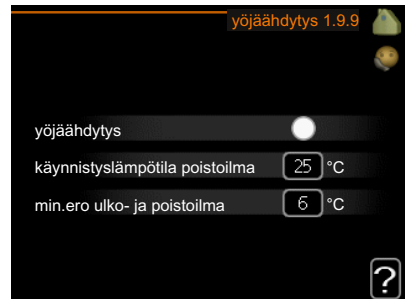 yöjäähdytys 1.9.9
yöjäähdytys
käynnistyslämpötila poistoilma 25 °C
min.ero ulko- ja poistoilma 6 °C
?